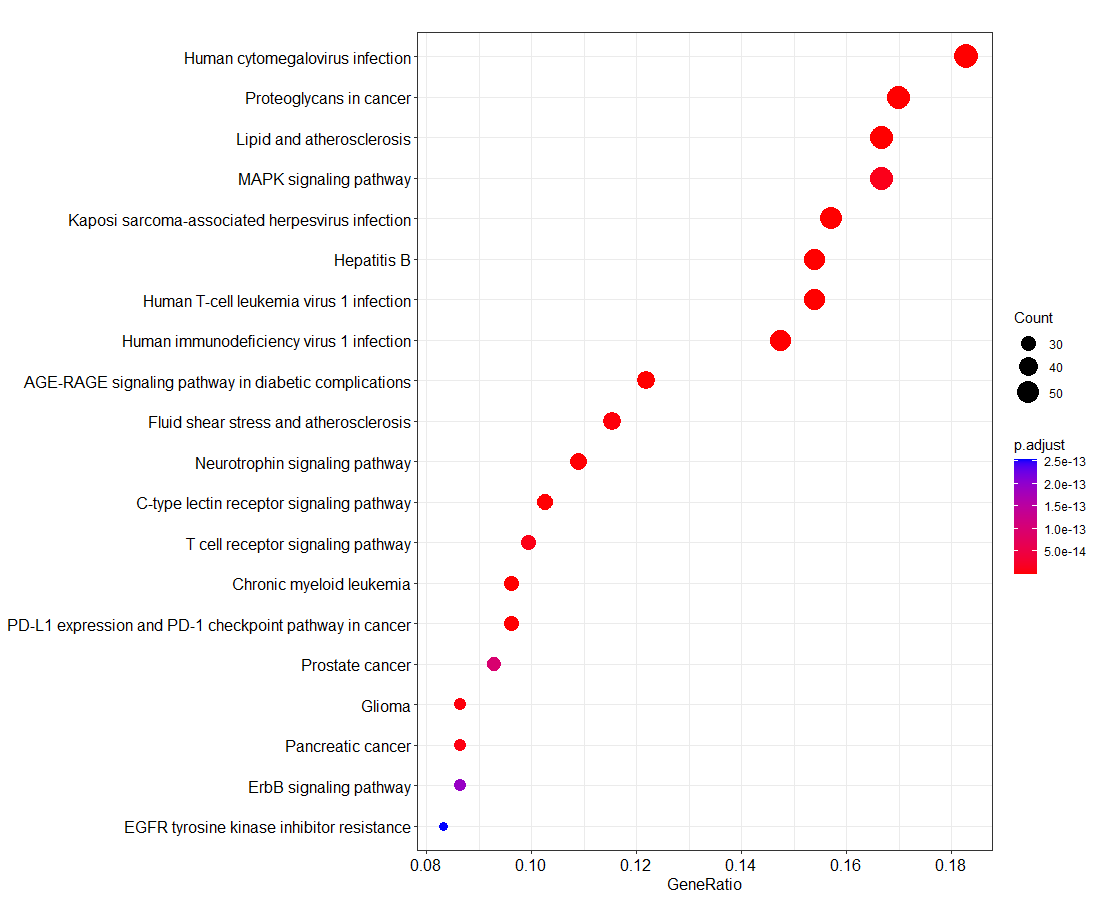 Human cytomegalovirus infection
Proteoglycans in cancer
Lipid and atherosclerosis
MAPK signaling pathway
Kaposi sarcoma-associated herpesvirus infection
Hepatitis B
Human T-cell leukemia virus 1 infection
Human immunodeficiency virus 1 infection
AGE-RAGE signaling pathway in diabetic complications
Fluid shear stress and atherosclerosis
Neurotrophin signaling pathway
C-type lectin receptor signaling pathway
T cell receptor signaling pathway
Chronic myeloid leukemia
PD-L1 expression and PD-1 checkpoint pathway in cancer
Prostate cancer
Glioma
Pancreatic cancer
ErbB signaling pathway
EGFR tyrosine kinase inhibitor resistance
0.08 0.10 0.12 0.14 0.16 0.18
GeneRatio
Count
30
40
50
p.adjust
2.5e-13
2.0e-13
1.5e-13
1.0e-13
5.0e-14